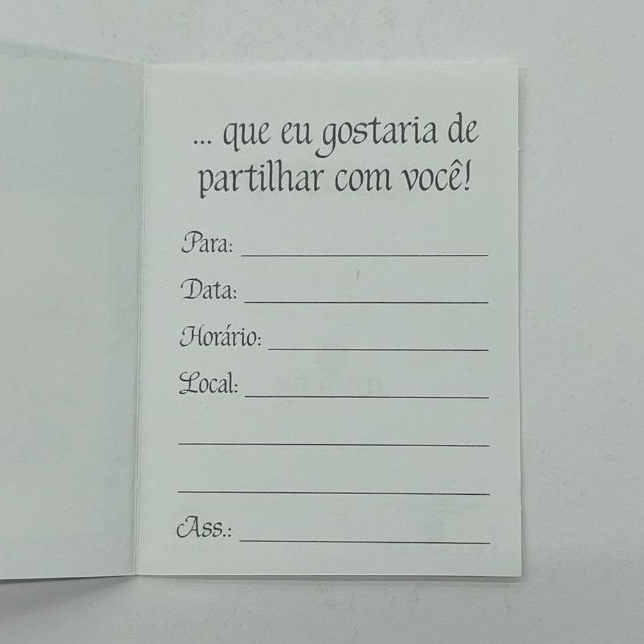 ... que eu gostaria de
partilhar com você!
Para:
Data:
Horário:
Local:
Ass.: